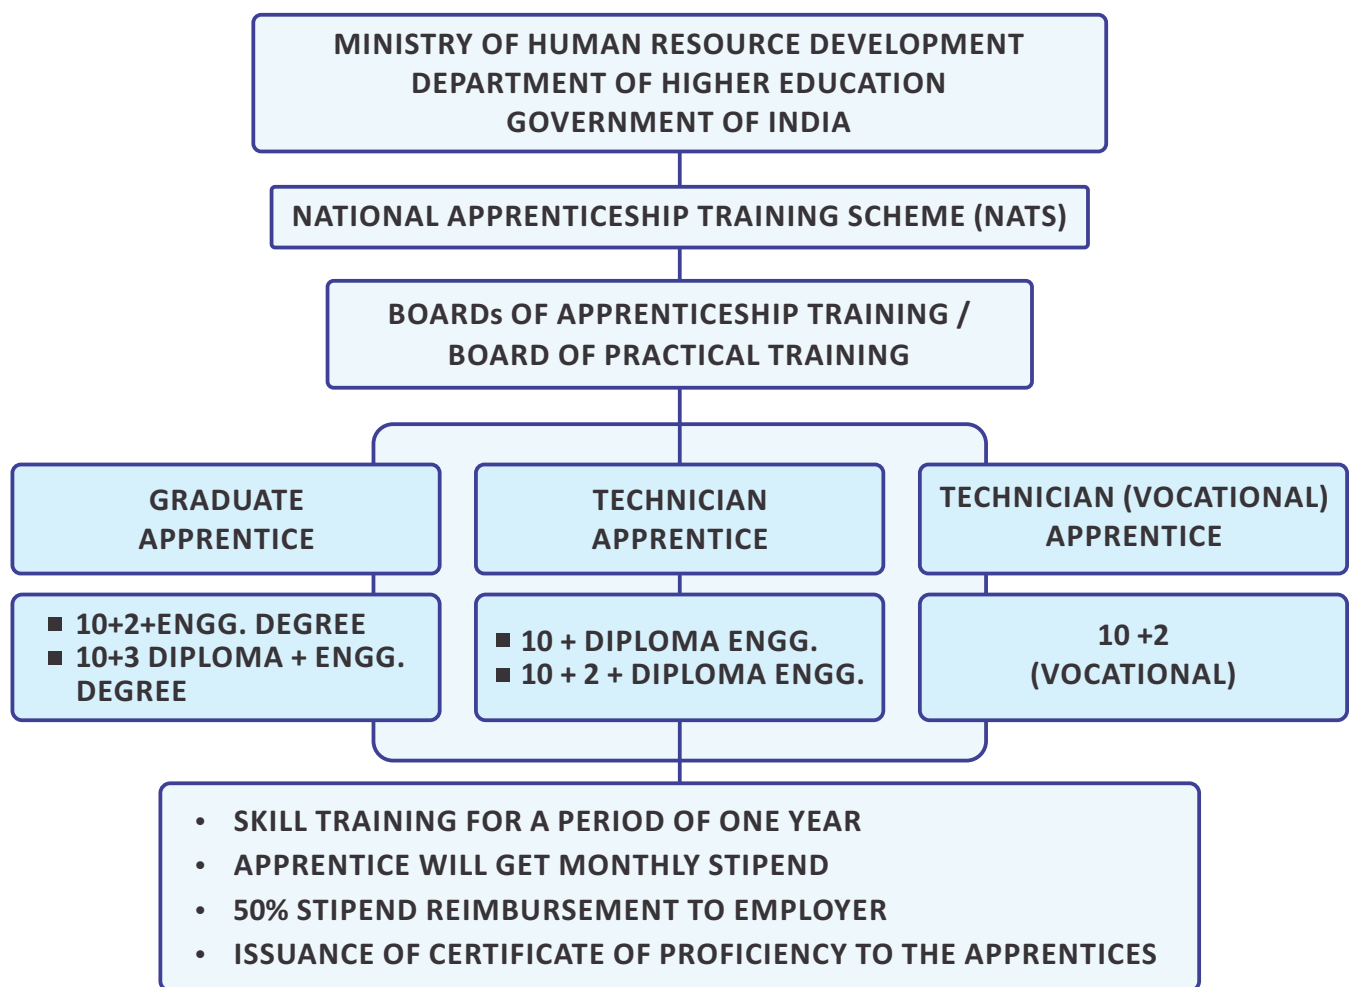 MINISTRY OF HUMAN RESOURCE DEVELOPMENT
DEPARTMENT OF HIGHER EDUCATION
GOVERNMENT OF INDIA
NATIONAL APPRENTICESHIP TRAINING SCHEME (NATS)
BOARDs OF APPRENTICESHIP TRAINING /
BOARD OF PRACTICAL TRAINING
GRADUATE
APPRENTICE
TECHNICIAN
APPRENTICE
TECHNICIAN (VOCATIONAL)
APPRENTICE
▪ 10+2+ENGG. DEGREE
▪ 10+3 DIPLOMA + ENGG.
DEGREE
▪ 10 + DIPLOMA ENGG.
▪ 10 + 2 + DIPLOMA ENGG.
10 +2
(VOCATIONAL)
• SKILL TRAINING FOR A PERIOD OF ONE YEAR
• APPRENTICE WILL GET MONTHLY STIPEND
• 50% STIPEND REIMBURSEMENT TO EMPLOYER
• ISSUANCE OF CERTIFICATE OF PROFICIENCY TO THE APPRENTICES